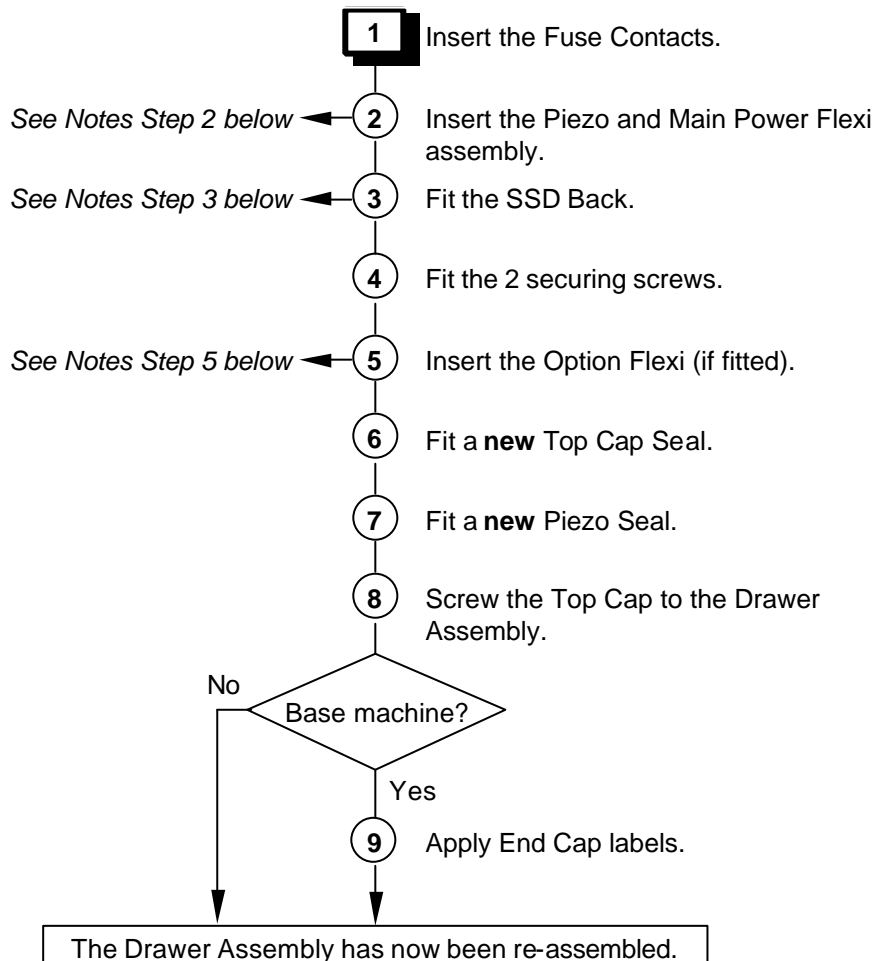 1 Insert the Fuse Contacts.
See Notes Step 2 below 2 Insert the Piezo and Main Power Flexi
assembly.
See Notes Step 3 below 3 Fit the SSD Back.
4 Fit the 2 securing screws.
See Notes Step 5 below 5 Insert the Option Flexi (if fitted).
6 Fit a new Top Cap Seal.
7 Fit a new Piezo Seal.
8 Screw the Top Cap to the Drawer
Assembly.
No
Base machine?
Yes
9 Apply End Cap labels.
The Drawer Assembly has now been re-assembled.